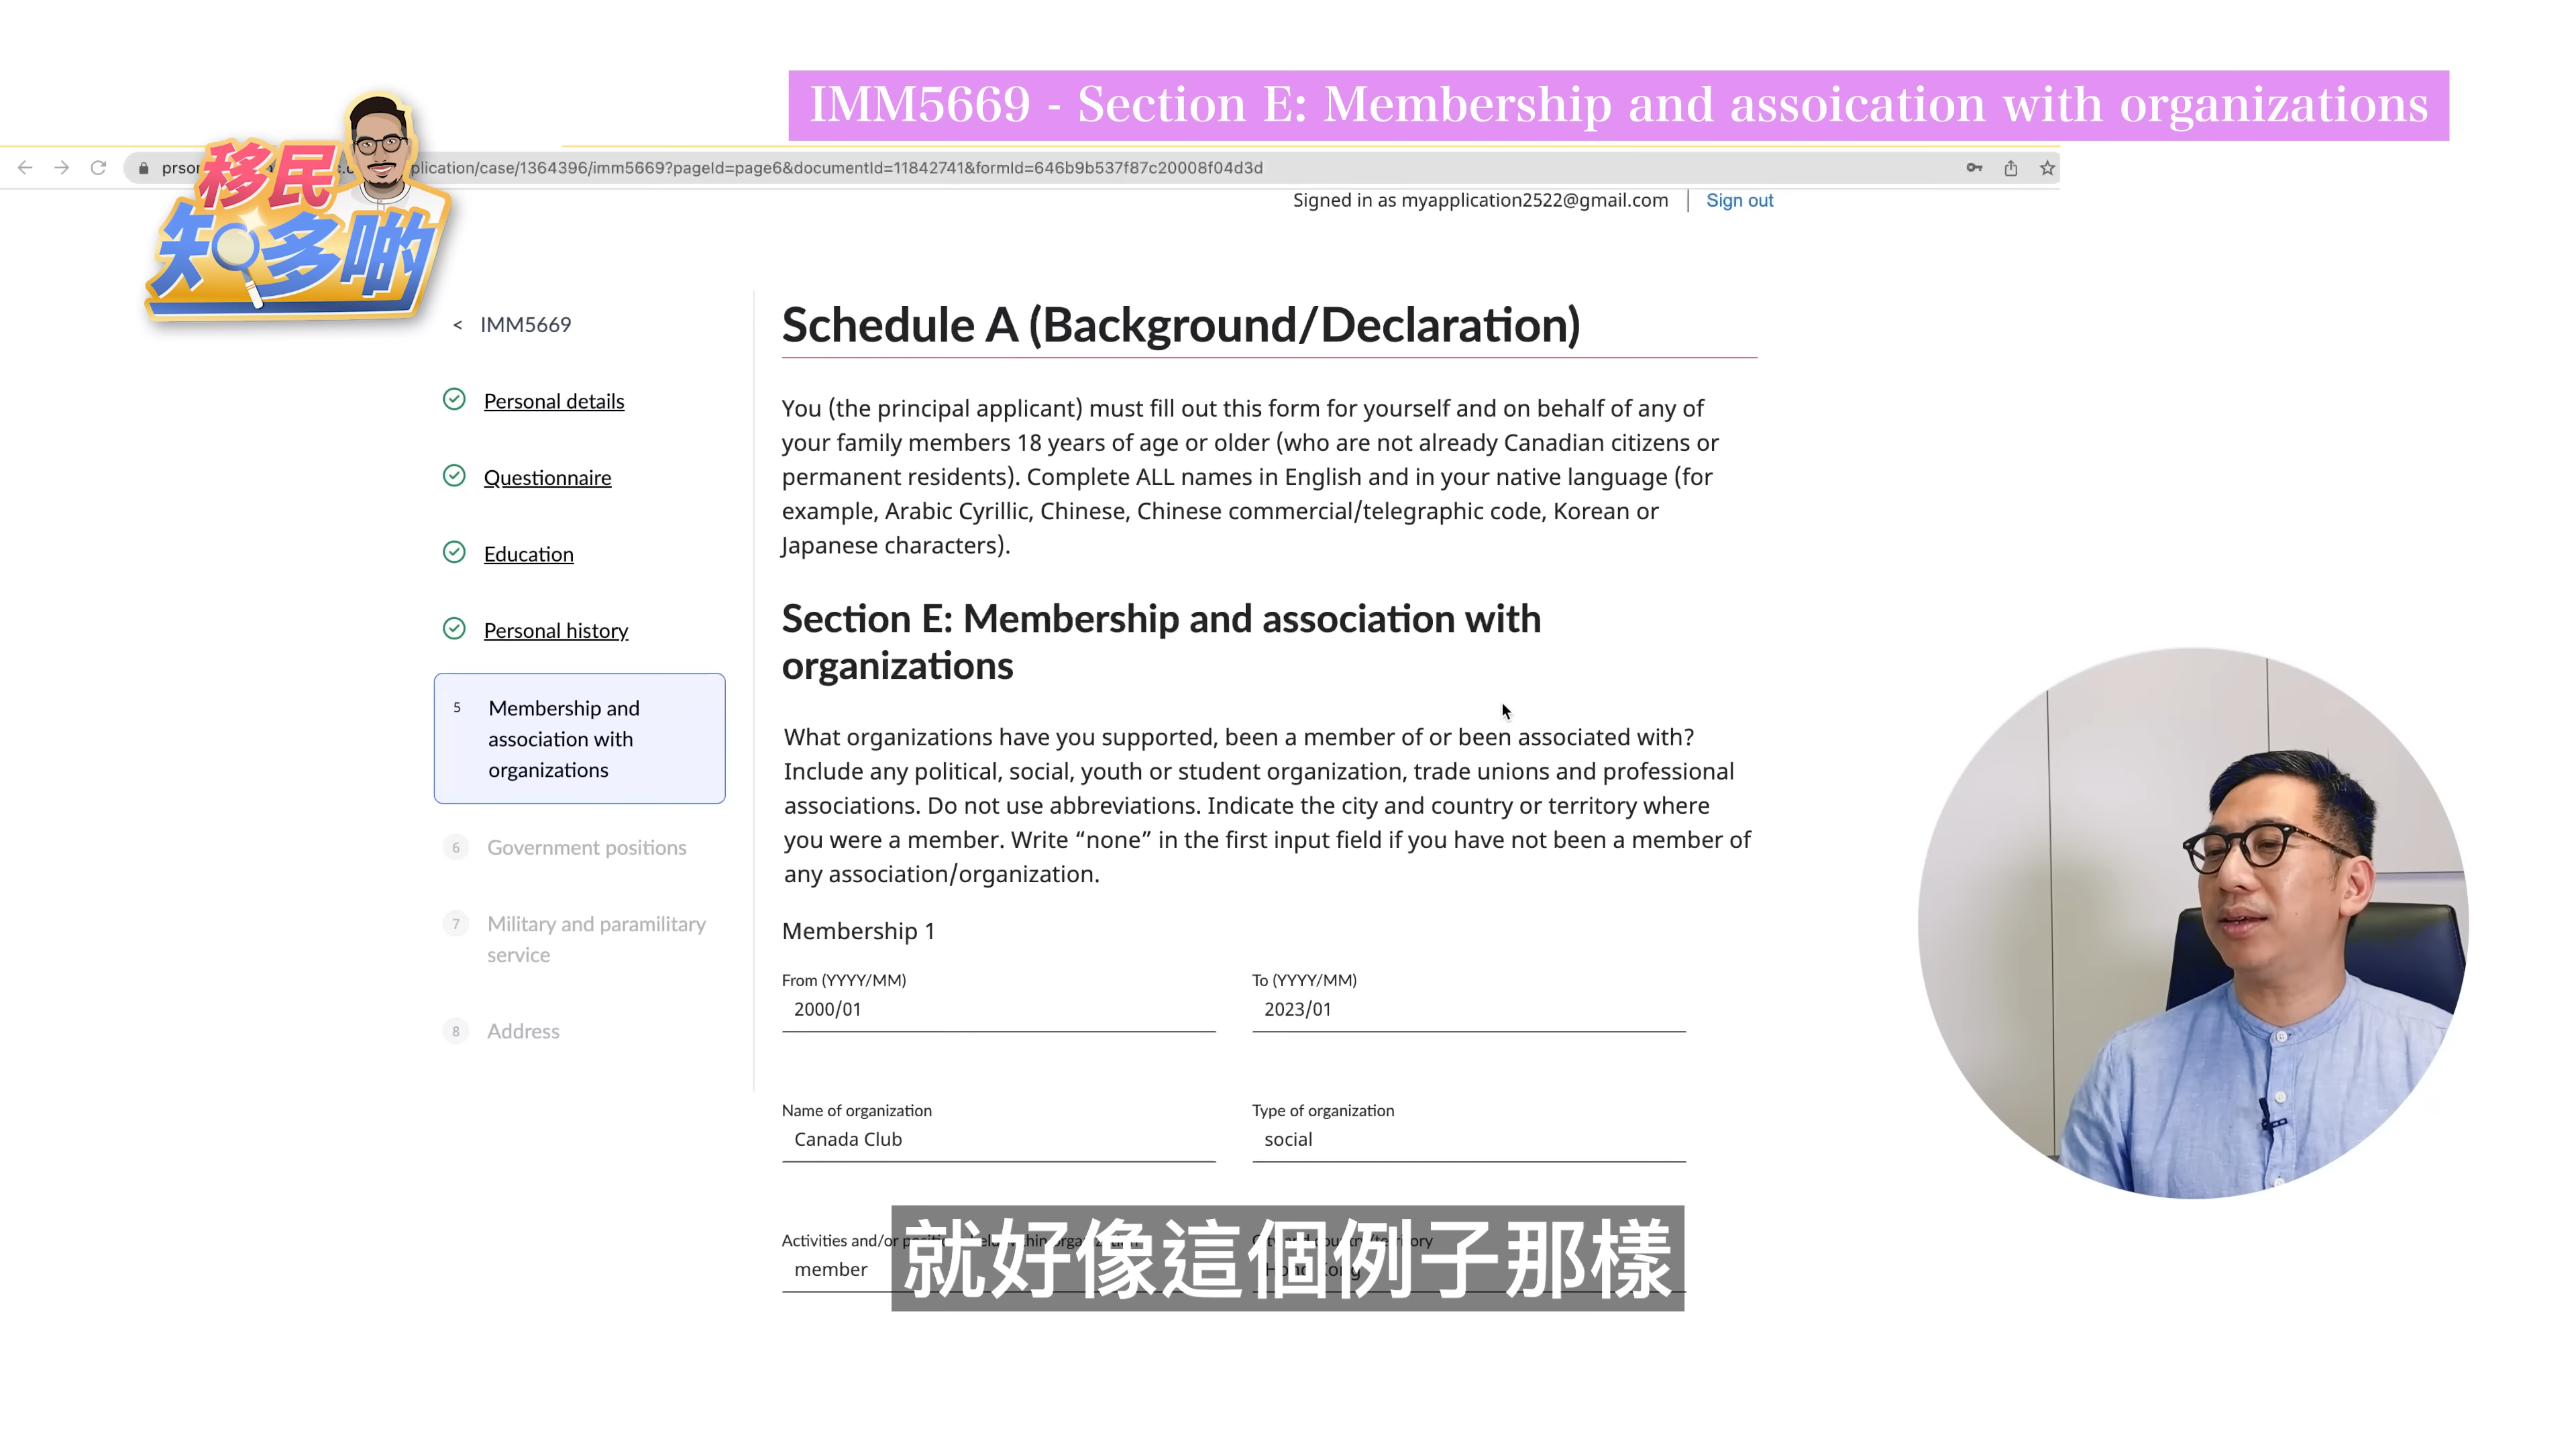 IMM5669 - Section E: Membership and assoication with organizations
移民
知多啲
plication/case/1364396/imm5669?pageId=page6&documentId=11842741&formId=646b9b537f87c20008f04d3d
Signed in as myapplication2522@gmail.com
Sign out
< IMM5669
Personal details
Questionnaire
Education
Personal history
5 Membership and
association with
organizations
6 Government positions
7 Military and paramilitary
service
8 Address
Schedule A (Background/Declaration)
You (the principal applicant) must fill out this form for yourself and on behalf of any of
your family members 18 years of age or older (who are not already Canadian citizens or
permanent residents). Complete ALL names in English and in your native language (for
example, Arabic Cyrillic, Chinese, Chinese commercial/telegraphic code, Korean or
Japanese characters).
Section E: Membership and association with
organizations
What organizations have you supported, been a member of or been associated with?
Include any political, social, youth or student organization, trade unions and professional
associations. Do not use abbreviations. Indicate the city and country or territory where
you were a member. Write “none” in the first input field if you have not been a member of
any association/organization.
Membership 1
From (YYYY/MM)
2000/01
To (YYYY/MM)
2023/01
Name of organization
Canada Club
Type of organization
social
Activities and/or
member
就好像這個例子那樣